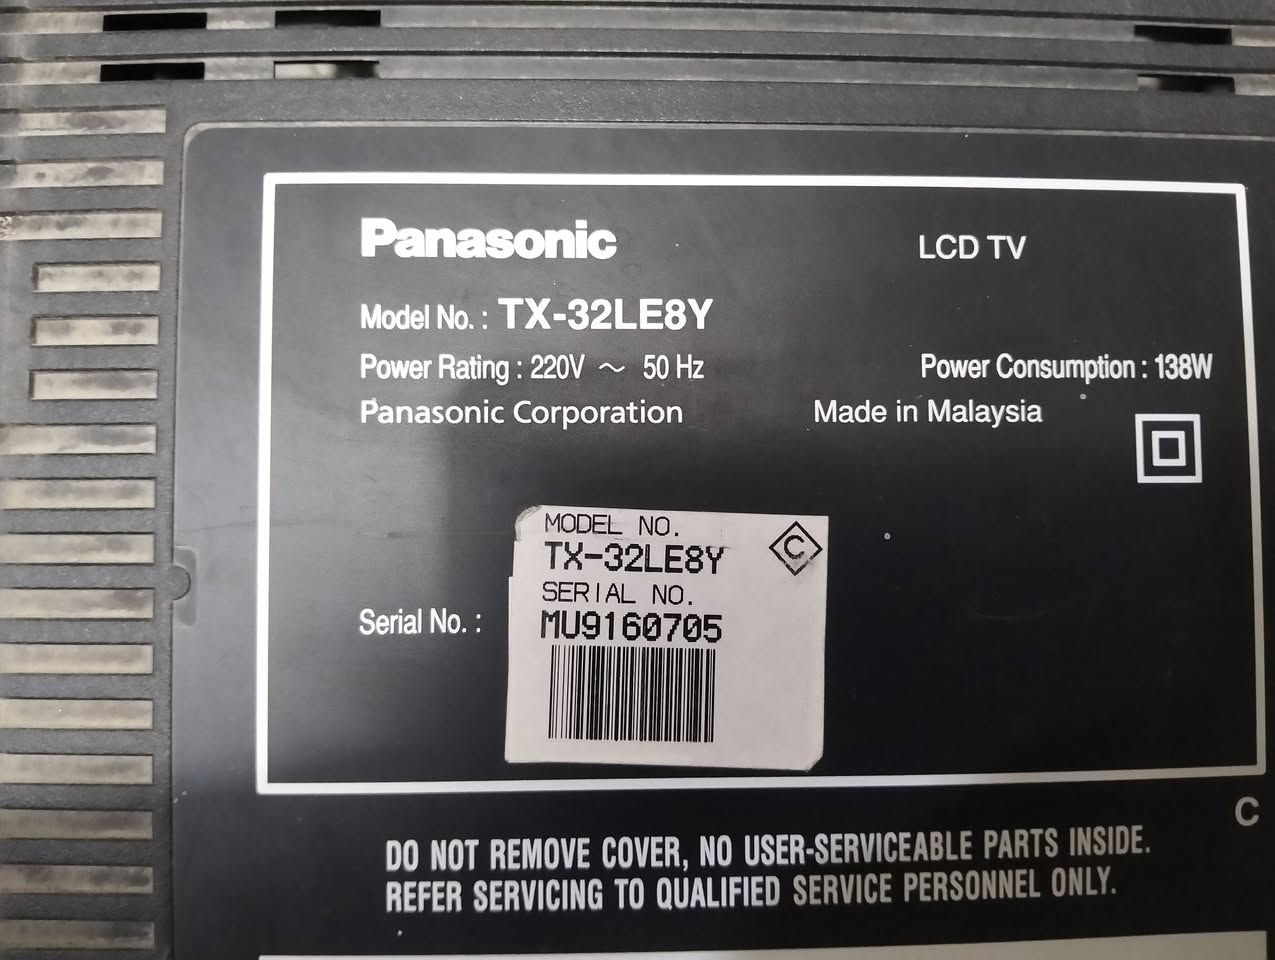 Panasonic
LCD TV
Model No. : TX-32LE8Y
Power Rating : 220V ~ 50 Hz
Power Consumption : 138W
Panasonic Corporation
Made in Malaysia
MODEL NO.
TX-32LE8Y
C
SERIAL NO.
Serial No. :
MU9160705
C
DO NOT REMOVE COVER, NO USER-SERVICEABLE PARTS INSIDE.
REFER SERVICING TO QUALIFIED SERVICE PERSONNEL ONLY.